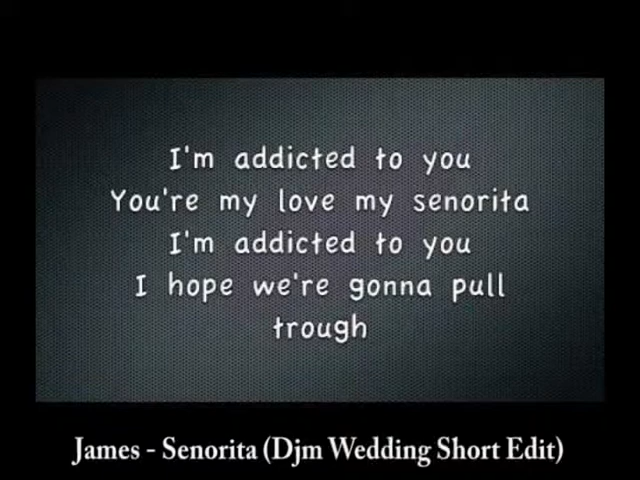 I'm addicted to you
You're my love my senorita
I'm addicted to you
I hope we're gonna pull
trough
James - Senorita (Djm Wedding Short Edit)